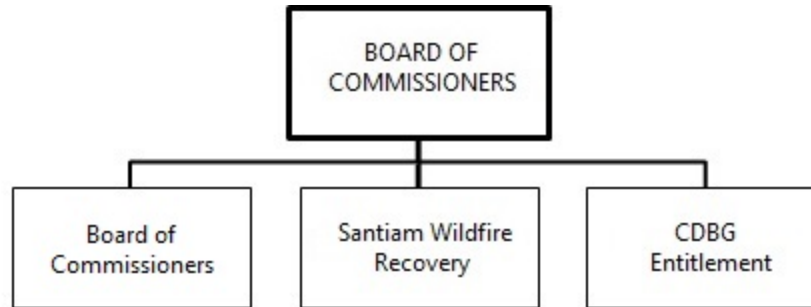 BOARD OF
COMMISSIONERS
Board of
Commissioners
Santiam Wildfire
Recovery
CDBG
Entitlement